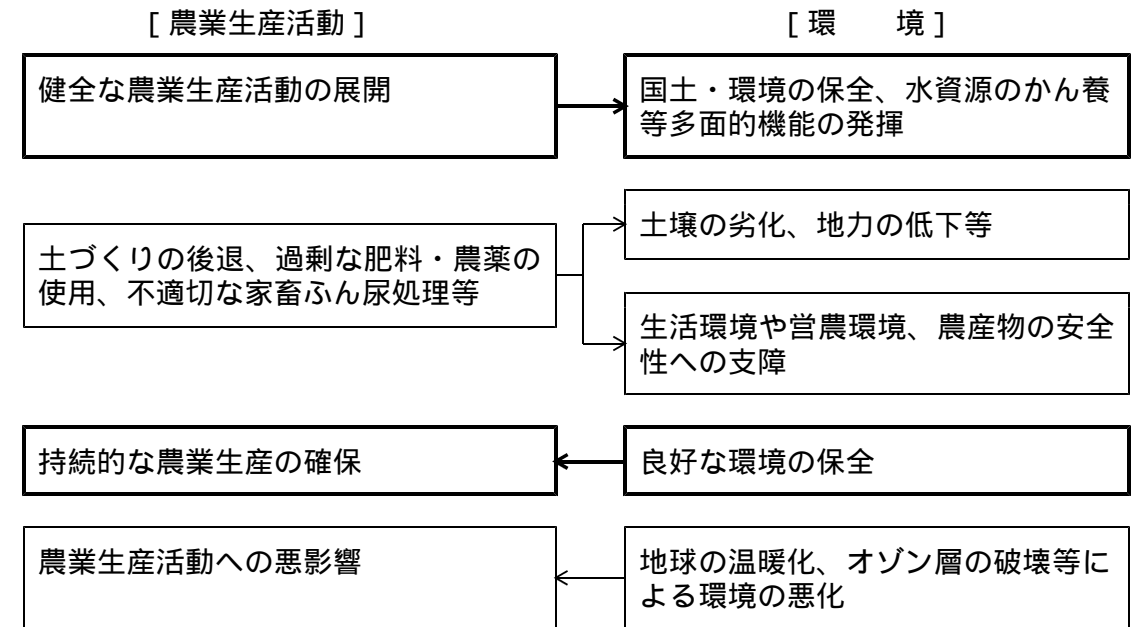 [ 農業生産活動 ]
[ 環　　境 ]
健全な農業生産活動の展開
国土・環境の保全、水資源のかん養
等多面的機能の発揮
土づくりの後退、過剰な肥料・農薬の
使用、不適切な家畜ふん尿処理等
土壌の劣化、地力の低下等
生活環境や営農環境、農産物の安全
性への支障
持続的な農業生産の確保
良好な環境の保全
農業生産活動への悪影響
地球の温暖化、オゾン層の破壊等に
よる環境の悪化